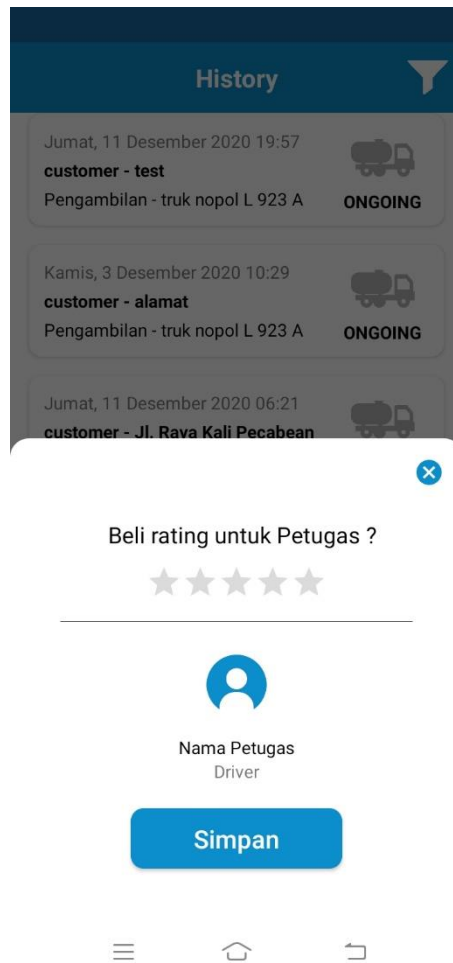 History
Jumat, 11 Desember 2020 19:57
customer - test
Pengambilan - truk nopol L 923 A
ONGOING
Kamis, 3 Desember 2020 10:29
customer - alamat
Pengambilan - truk nopol L 923 A
ONGOING
Jumat, 11 Desember 2020 06:21
customer - Jl. Raya Kali Pecabean
Beli rating untuk Petugas ?
Nama Petugas
Driver
Simpan